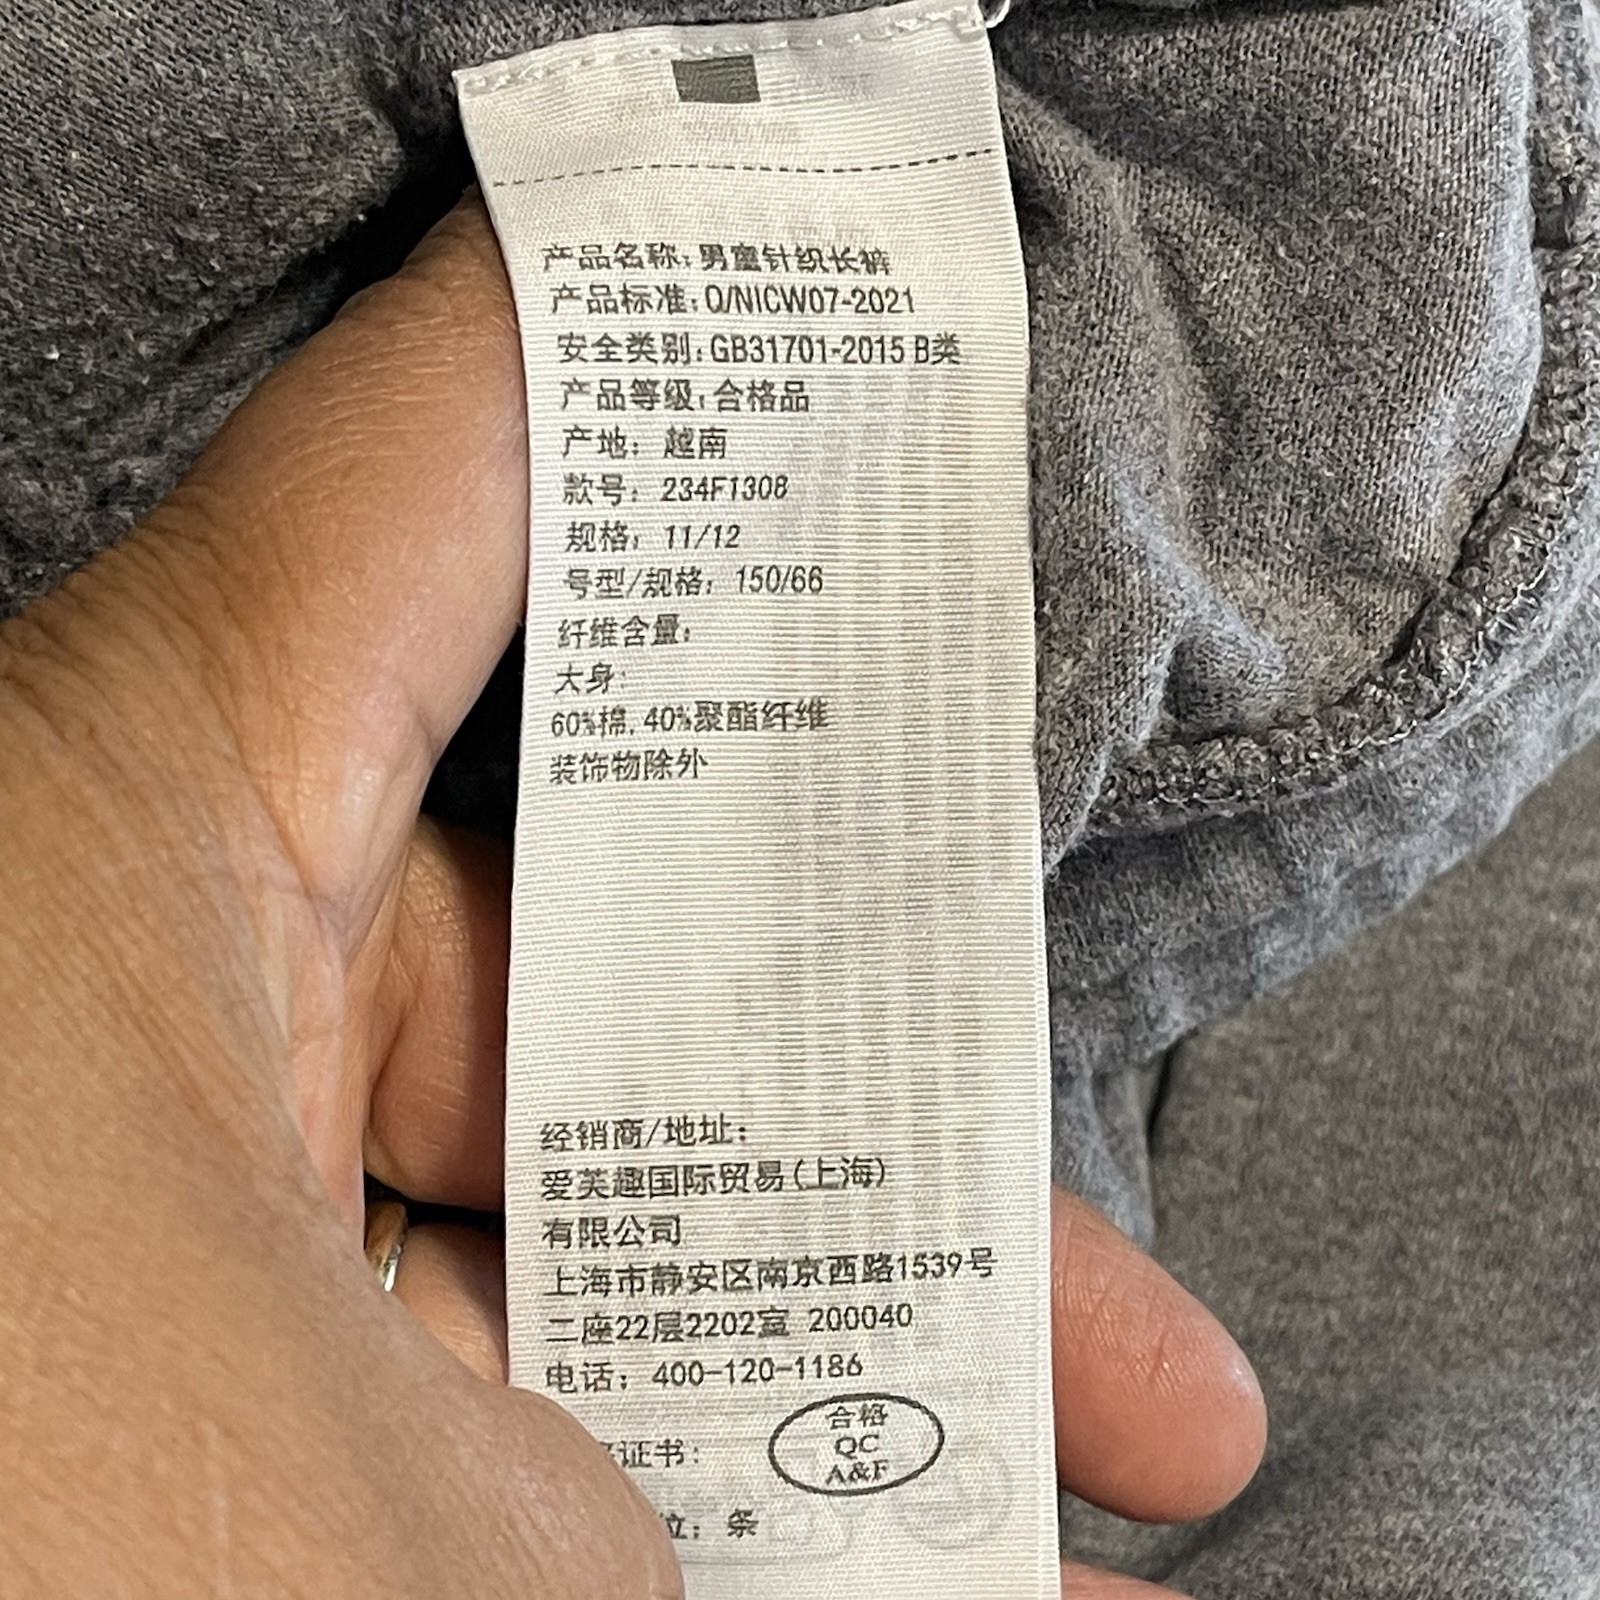 产品名称：男童针织长裤
产品标准：Q/NICW07-2021
安全类别：GB31701-2015 B类
产品等级：合格品
产地：越南
款号：234F1308
规格：11/12
号型/规格：150/66
纤维含量：
大身：
60%棉，40%聚酯纤维
装饰物除外
经销商/地址：
爱芙趣国际贸易（上海）
有限公司
上海市静安区南京西路1539号
二座22层2202室 200040
电话：400-120-1186
合格
QC
A&F
证书：
位：条